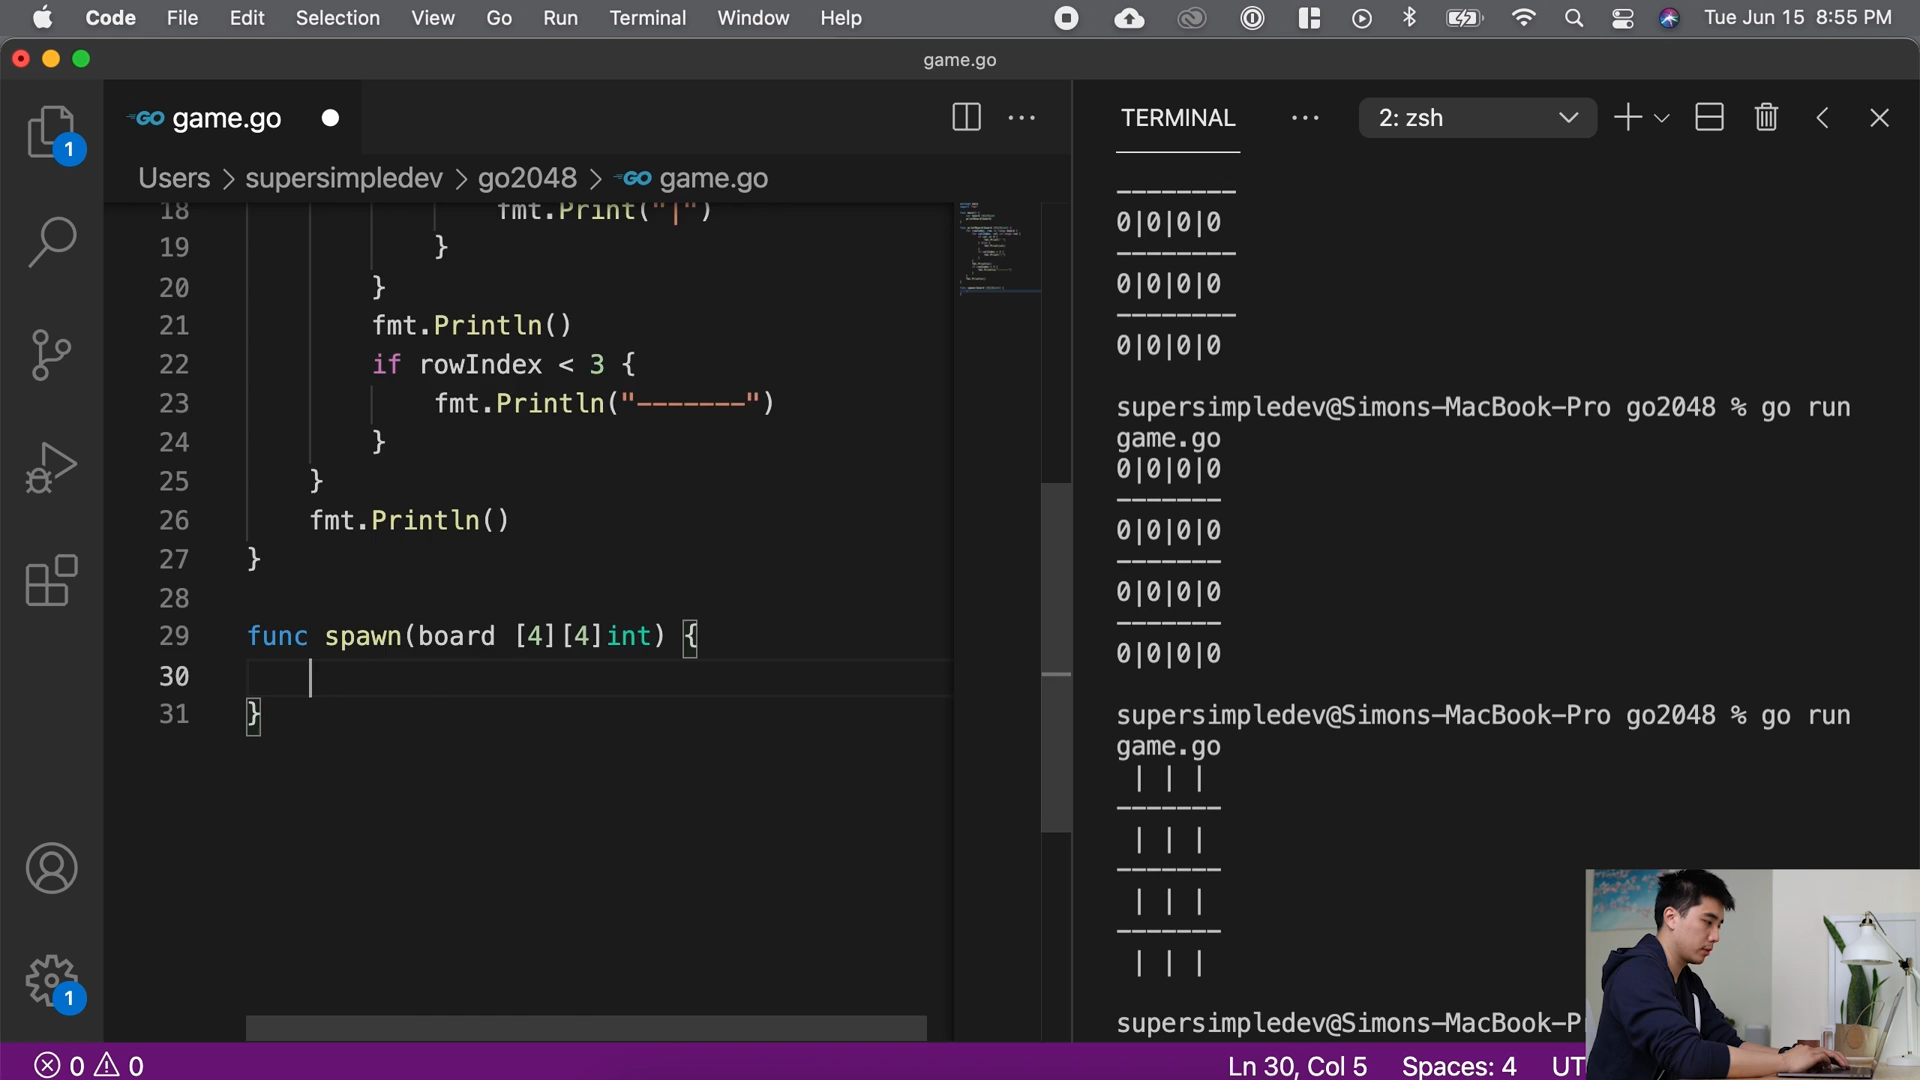 Code File Edit Selection View Go Run Terminal Window Help Tue Jun 15 8:55 PM
game.go
GO game.go
TERMINAL
2: zsh
Users > supersimpledev > go2048 > GO game.go
18 fmt.Print("|")
19 }
20 }
21 fmt.Println()
22 if rowIndex < 3 {
23 fmt.Println("-------")
24 }
25 }
26 fmt.Println()
27 }
28
29 func spawn(board [4][4]int) {
30
31 }
--------
0|0|0|0
--------
0|0|0|0
--------
0|0|0|0
supersimpledev@Simons-MacBook-Pro go2048 % go run
game.go
0|0|0|0
-------
0|0|0|0
-------
0|0|0|0
-------
0|0|0|0
supersimpledev@Simons-MacBook-Pro go2048 % go run
game.go
 | | |
-------
 | | |
-------
 | | |
-------
 | | |
supersimpledev@Simons-MacBook-P
1
1
0 0
Ln 30, Col 5 Spaces: 4 UT